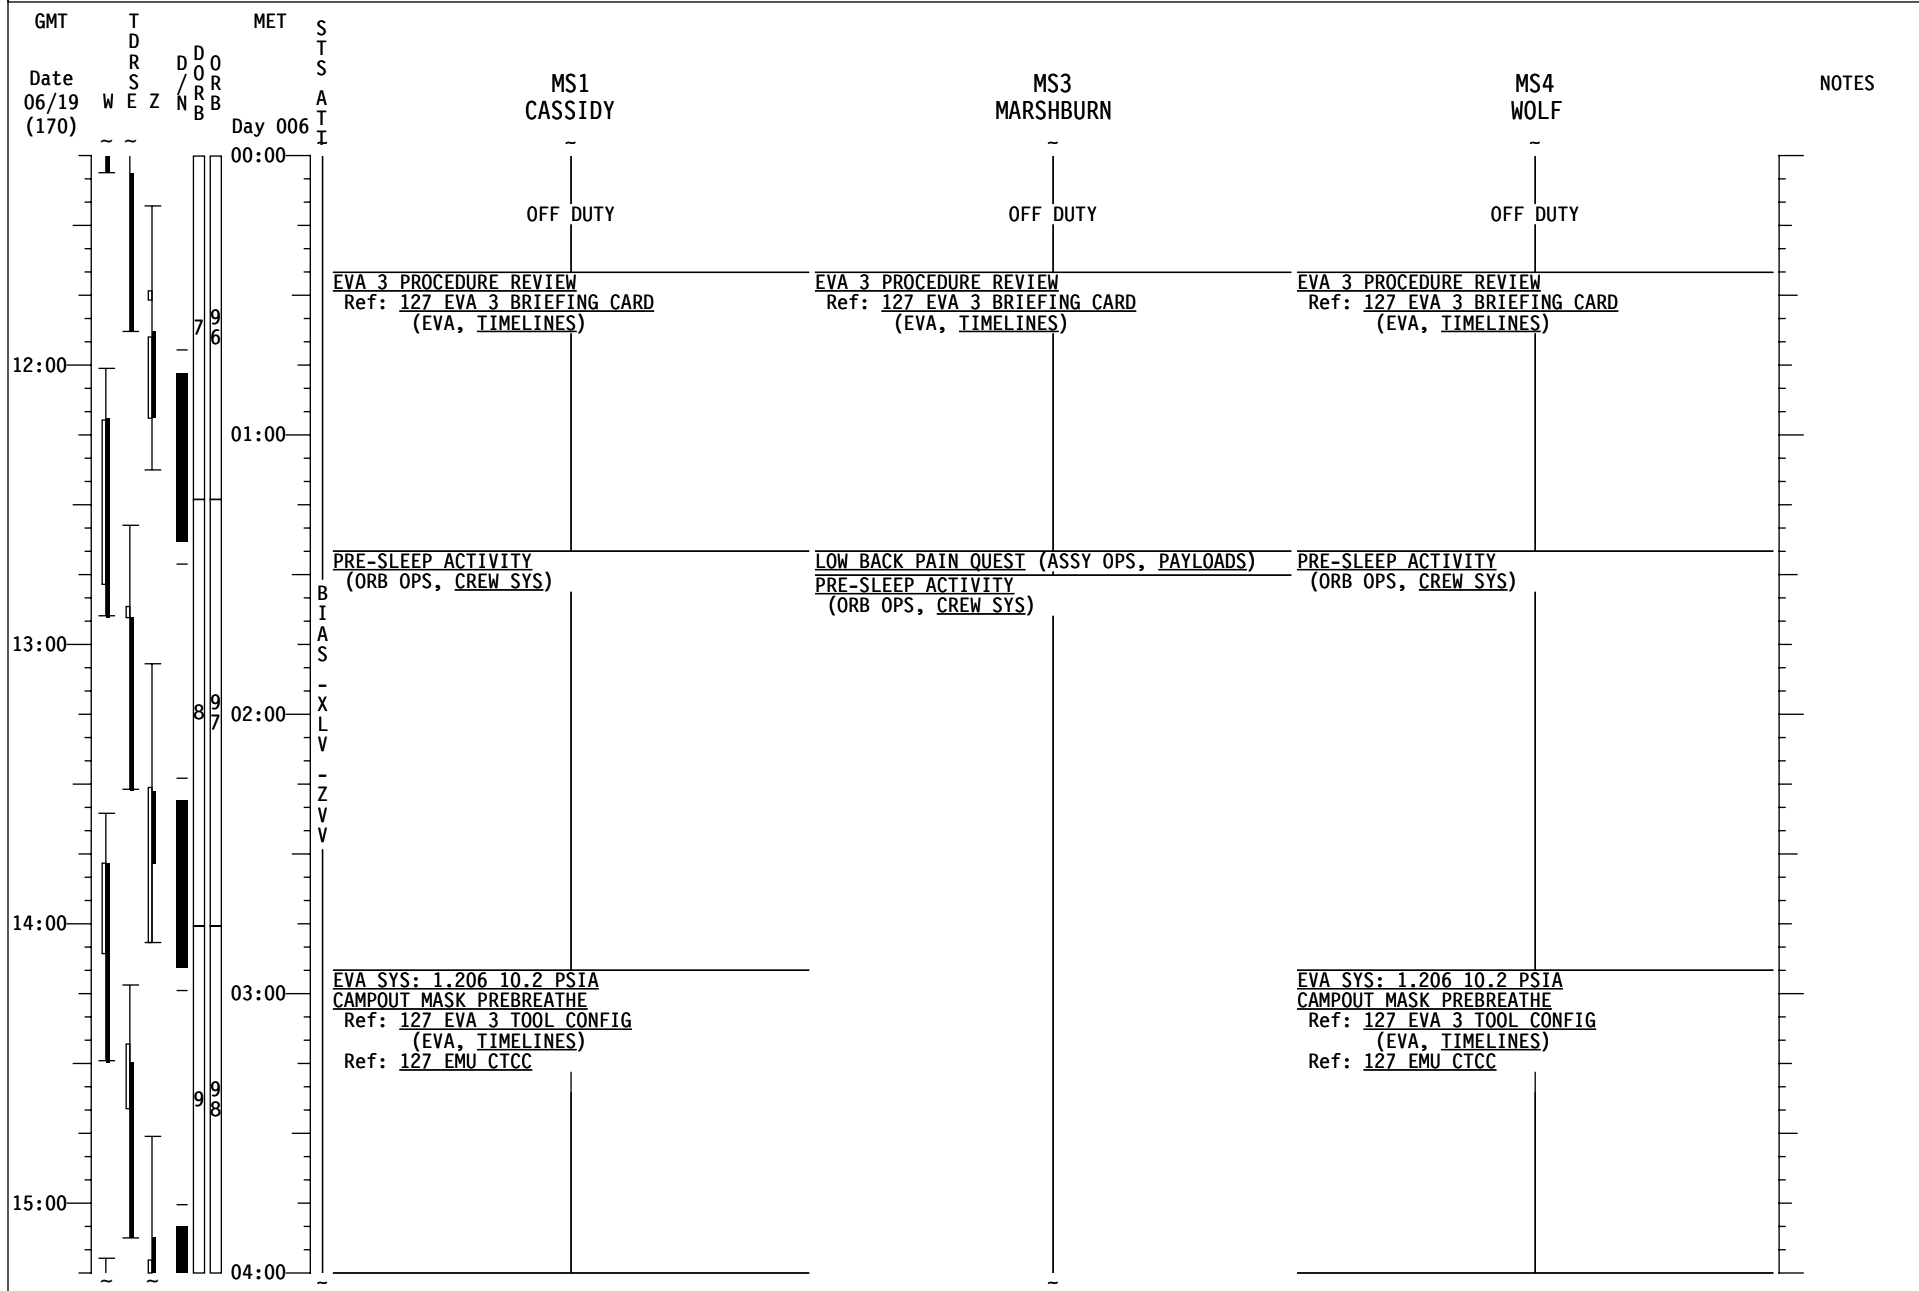 GMT
Date
06/19
(170)
TDRS
W E Z
D/N
DORB
ORB
MET
Day 006
STS ATT
MS1
CASSIDY
MS3
MARSHBURN
MS4
WOLF
NOTES
~ ~ ~ ~ ~
00:00
OFF DUTY OFF DUTY OFF DUTY
EVA 3 PROCEDURE REVIEW
Ref: 127 EVA 3 BRIEFING CARD
(EVA, TIMELINES)
EVA 3 PROCEDURE REVIEW
Ref: 127 EVA 3 BRIEFING CARD
(EVA, TIMELINES)
EVA 3 PROCEDURE REVIEW
Ref: 127 EVA 3 BRIEFING CARD
(EVA, TIMELINES)
7 96
12:00
01:00
PRE-SLEEP ACTIVITY
(ORB OPS, CREW SYS)
LOW BACK PAIN QUEST (ASSY OPS, PAYLOADS)
PRE-SLEEP ACTIVITY
(ORB OPS, CREW SYS)
PRE-SLEEP ACTIVITY
(ORB OPS, CREW SYS)
BIAS -XLV -ZVV
13:00
8 97
02:00
14:00
03:00
EVA SYS: 1.206 10.2 PSIA
CAMPOUT MASK PREBREATHE
Ref: 127 EVA 3 TOOL CONFIG
(EVA, TIMELINES)
Ref: 127 EMU CTCC
EVA SYS: 1.206 10.2 PSIA
CAMPOUT MASK PREBREATHE
Ref: 127 EVA 3 TOOL CONFIG
(EVA, TIMELINES)
Ref: 127 EMU CTCC
9 98
15:00
04:00
~ ~ ~ ~